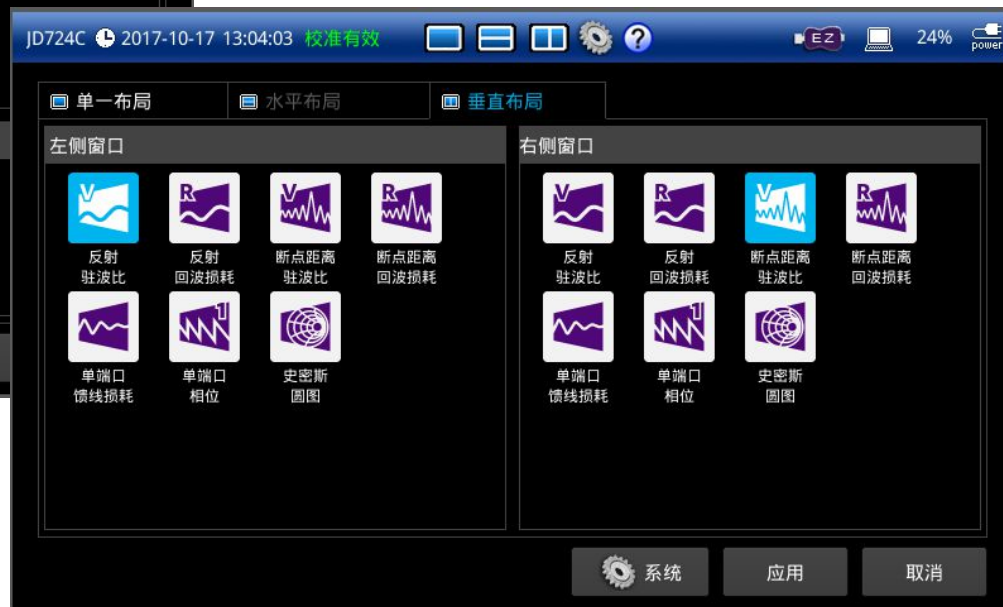 JD724C 2017-10-17 13:04:03 校准有效 ? EZ 24% power
单一布局 水平布局 垂直布局
左侧窗口 右侧窗口
V R V R V R V R
反射 反射 断点距离 断点距离 反射 反射 断点距离 断点距离
驻波比 回波损耗 驻波比 回波损耗 驻波比 回波损耗 驻波比 回波损耗
1 1
单端口 单端口 史密斯 单端口 单端口 史密斯
馈线损耗 相位 圆图 馈线损耗 相位 圆图
系统 应用 取消